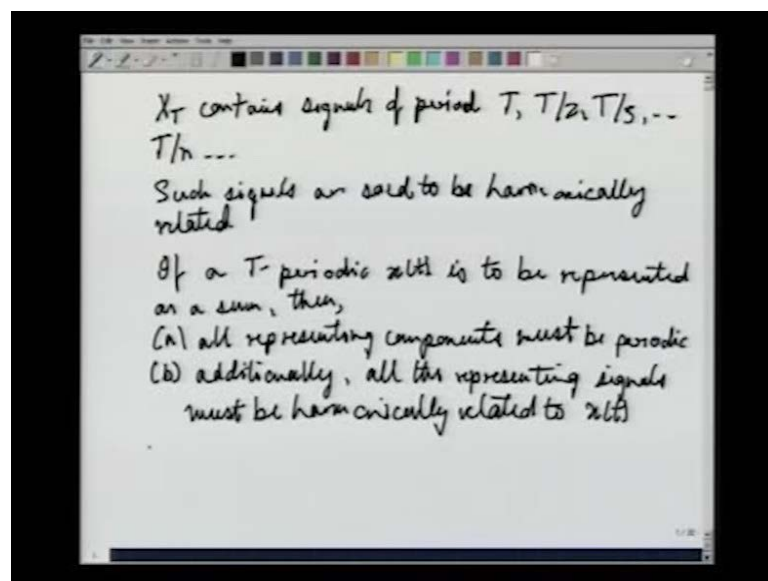 X_T contains signals of period T, T/2, T/3, ..
T/n ...
Such signals are said to be harmonically
related
If a T-periodic x(t) is to be represented
as a sum, then,
(a) all representing components must be periodic
(b) additionally, all the representing signals
must be harmonically related to x(t)